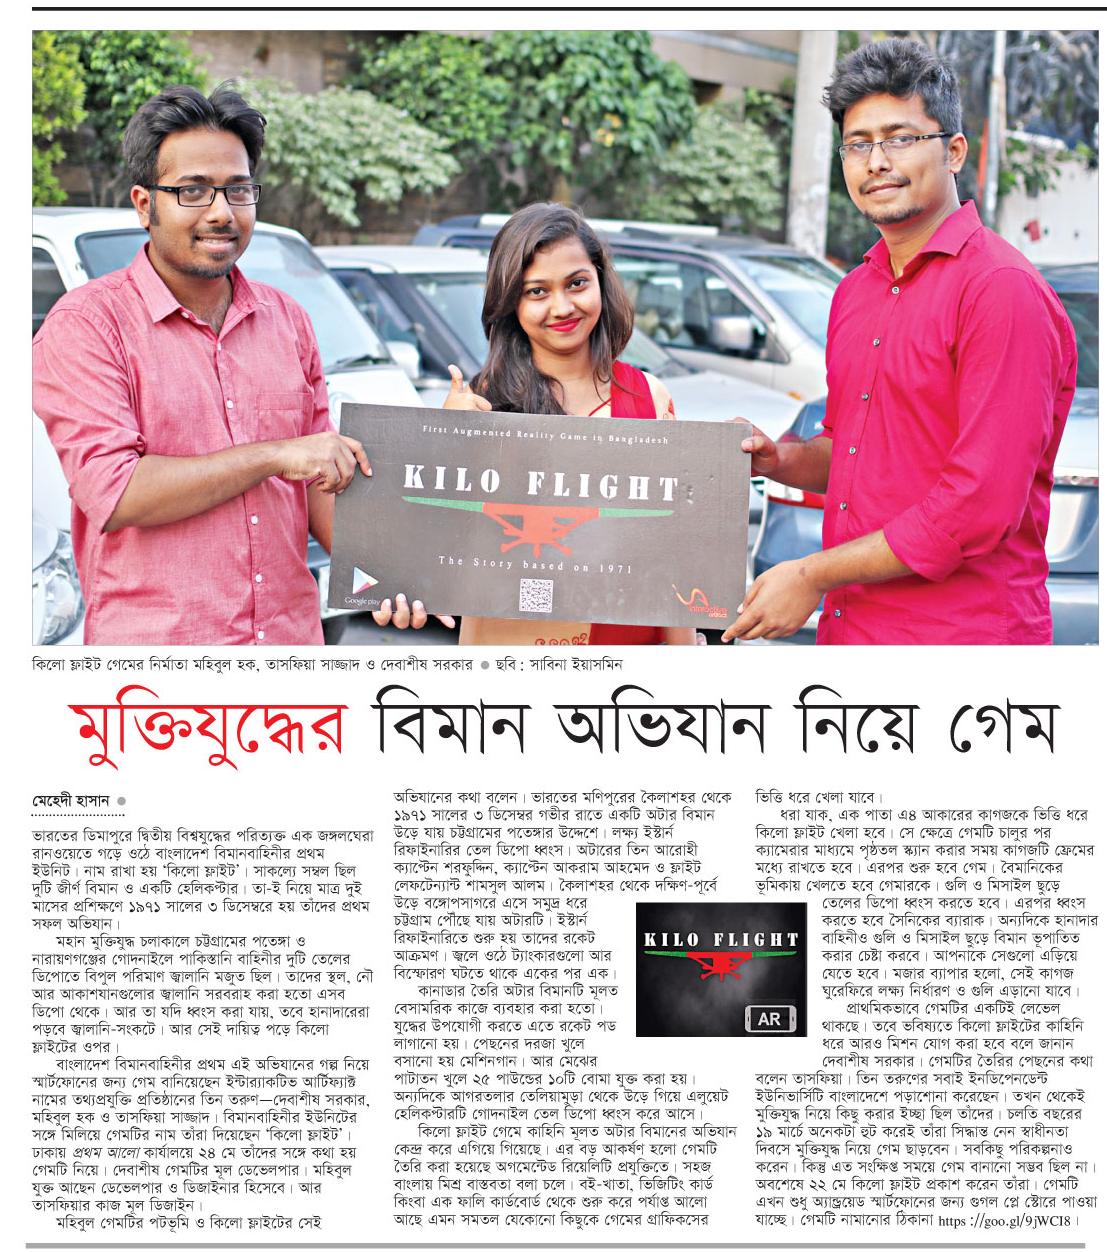 First Augmented Reality Game in Bangladesh
KILO FLIGHT
The Story based on 1971
Google play
interactive
artifact
কিলো ফ্লাইট গেমের নির্মাতা মহিবুল হক, তাসফিয়া সাজ্জাদ ও দেবাশীষ সরকার ● ছবি : সাবিনা ইয়াসমিন
মুক্তিযুদ্ধের বিমান অভিযান নিয়ে গেম
মেহেদী হাসান ●
ভারতের ডিমাপুরে দ্বিতীয় বিশ্বযুদ্ধের পরিত্যক্ত এক জঙ্গলঘেরা
রানওয়েতে গড়ে ওঠে বাংলাদেশ বিমানবাহিনীর প্রথম
ইউনিট। নাম রাখা হয় ‘কিলো ফ্লাইট’। সাকল্যে সম্বল ছিল
দুটি জীর্ণ বিমান ও একটি হেলিকপ্টার। তা-ই নিয়ে মাত্র দুই
মাসের প্রশিক্ষণে ১৯৭১ সালের ৩ ডিসেম্বরে হয় তাঁদের প্রথম
সফল অভিযান।
মহান মুক্তিযুদ্ধ চলাকালে চট্টগ্রামের পতেঙ্গা ও
নারায়ণগঞ্জের গোদনাইলে পাকিস্তানি বাহিনীর দুটি তেলের
ডিপোতে বিপুল পরিমাণ জ্বালানি মজুত ছিল। তাদের স্থল, নৌ
আর আকাশযানগুলোর জ্বালানি সরবরাহ করা হতো এসব
ডিপো থেকে। আর তা যদি ধ্বংস করা যায়, তবে হানাদারেরা
পড়বে জ্বালানি-সংকটে। আর সেই দায়িত্ব পড়ে কিলো
ফ্লাইটের ওপর।
বাংলাদেশ বিমানবাহিনীর প্রথম এই অভিযানের গল্প নিয়ে
স্মার্টফোনের জন্য গেম বানিয়েছেন ইন্টার‍্যাকটিভ আর্টিফ্যাক্ট
নামের তথ্যপ্রযুক্তি প্রতিষ্ঠানের তিন তরুণ—দেবাশীষ সরকার,
মহিবুল হক ও তাসফিয়া সাজ্জাদ। বিমানবাহিনীর ইউনিটের
সঙ্গে মিলিয়ে গেমটির নাম তাঁরা দিয়েছেন ‘কিলো ফ্লাইট’।
ঢাকায় প্রথম আলো কার্যালয়ে ২৪ মে তাঁদের সঙ্গে কথা হয়
গেমটি নিয়ে। দেবাশীষ গেমটির মূল ডেভেলপার। মহিবুল
যুক্ত আছেন ডেভেলপার ও ডিজাইনার হিসেবে। আর
তাসফিয়ার কাজ মূল ডিজাইন।
মহিবুল গেমটির পটভূমি ও কিলো ফ্লাইটের সেই
অভিযানের কথা বলেন। ভারতের মণিপুরের কৈলাশহর থেকে
১৯৭১ সালের ৩ ডিসেম্বর গভীর রাতে একটি অটার বিমান
উড়ে যায় চট্টগ্রামের পতেঙ্গার উদ্দেশে। লক্ষ্য ইস্টার্ন
রিফাইনারির তেল ডিপো ধ্বংস। অটারের তিন আরোহী
ক্যাপ্টেন শরফুদ্দিন, ক্যাপ্টেন আকরাম আহমেদ ও ফ্লাইট
লেফটেন্যান্ট শামসুল আলম। কৈলাশহর থেকে দক্ষিণ-পূর্বে
উড়ে বঙ্গোপসাগরে এসে সমুদ্র ধরে
চট্টগ্রাম পৌঁছে যায় অটারটি। ইস্টার্ন
রিফাইনারিতে শুরু হয় তাদের রকেট
আক্রমণ। জ্বলে ওঠে ট্যাংকারগুলো আর
বিস্ফোরণ ঘটতে থাকে একের পর এক।
কানাডার তৈরি অটার বিমানটি মূলত
বেসামরিক কাজে ব্যবহার করা হতো।
যুদ্ধের উপযোগী করতে এতে রকেট পড
লাগানো হয়। পেছনের দরজা খুলে
বসানো হয় মেশিনগান। আর মেঝের
পাটাতন খুলে ২৫ পাউন্ডের ১০টি বোমা যুক্ত করা হয়।
অন্যদিকে আগরতলার তেলিয়ামুড়া থেকে উড়ে গিয়ে এলুয়েট
হেলিকপ্টারটি গোদনাইল তেল ডিপো ধ্বংস করে আসে।
কিলো ফ্লাইট গেমে কাহিনি মূলত অটার বিমানের অভিযান
কেন্দ্র করে এগিয়ে গিয়েছে। এর বড় আকর্ষণ হলো গেমটি
তৈরি করা হয়েছে অগমেন্টেড রিয়েলিটি প্রযুক্তিতে। সহজ
বাংলায় মিশ্র বাস্তবতা বলা চলে। বই-খাতা, ভিজিটিং কার্ড
কিংবা এক ফালি কার্ডবোর্ড থেকে শুরু করে পর্যাপ্ত আলো
আছে এমন সমতল যেকোনো কিছুকে গেমের গ্রাফিকসের
KILO FLIGHT
AR
ভিত্তি ধরে খেলা যাবে।
ধরা যাক, এক পাতা এ৪ আকারের কাগজকে ভিত্তি ধরে
কিলো ফ্লাইট খেলা হবে। সে ক্ষেত্রে গেমটি চালুর পর
ক্যামেরার মাধ্যমে পৃষ্ঠতল স্ক্যান করার সময় কাগজটি ফ্রেমের
মধ্যে রাখতে হবে। এরপর শুরু হবে গেম। বৈমানিকের
ভূমিকায় খেলতে হবে গেমারকে। গুলি ও মিসাইল ছুড়ে
তেলের ডিপো ধ্বংস করতে হবে। এরপর ধ্বংস
করতে হবে সৈনিকের ব্যারাক। অন্যদিকে হানাদার
বাহিনীও গুলি ও মিসাইল ছুড়ে বিমান ভূপাতিত
করার চেষ্টা করবে। আপনাকে সেগুলো এড়িয়ে
যেতে হবে। মজার ব্যাপার হলো, সেই কাগজ
ঘুরেফিরে লক্ষ্য নির্ধারণ ও গুলি এড়ানো যাবে।
প্রাথমিকভাবে গেমটির একটিই লেভেল
থাকছে। তবে ভবিষ্যতে কিলো ফ্লাইটের কাহিনি
ধরে আরও মিশন যোগ করা হবে বলে জানান
দেবাশীষ সরকার। গেমটির তৈরির পেছনের কথা
বলেন তাসফিয়া। তিন তরুণের সবাই ইনডিপেনডেন্ট
ইউনিভার্সিটি বাংলাদেশে পড়াশোনা করেছেন। তখন থেকেই
মুক্তিযুদ্ধ নিয়ে কিছু করার ইচ্ছা ছিল তাঁদের। চলতি বছরের
১৯ মার্চে অনেকটা হুট করেই তাঁরা সিদ্ধান্ত নেন স্বাধীনতা
দিবসে মুক্তিযুদ্ধ নিয়ে গেম ছাড়বেন। সবকিছু পরিকল্পনাও
করেন। কিন্তু এত সংক্ষিপ্ত সময়ে গেম বানানো সম্ভব ছিল না।
অবশেষে ২২ মে কিলো ফ্লাইট প্রকাশ করেন তাঁরা। গেমটি
এখন শুধু অ্যান্ড্রয়েড স্মার্টফোনের জন্য গুগল প্লে স্টোরে পাওয়া
যাচ্ছে। গেমটি নামানোর ঠিকানা https ://goo.gl/9jWCI8।